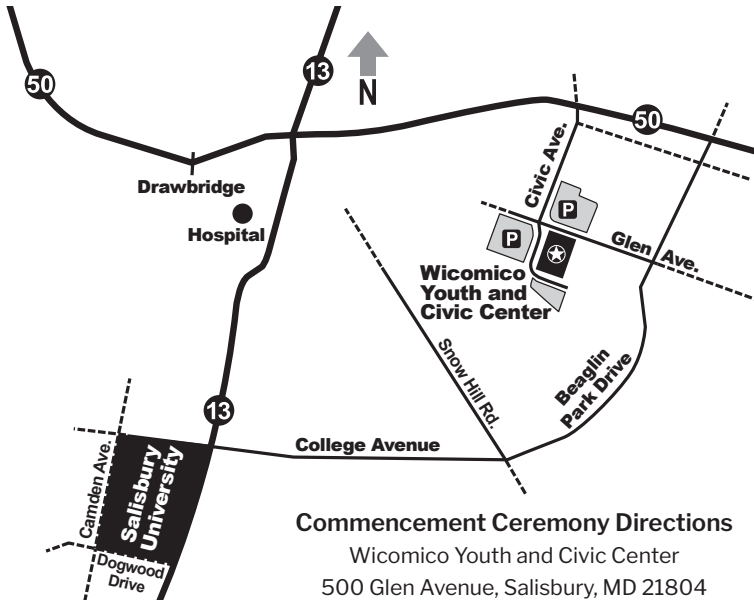 13
N
50
50
Civic Ave.
Drawbridge
P
Hospital
P
Glen Ave.
Wicomico
Youth and
Civic Center
Snow Hill Rd.
Beaglin
Park Drive
13
College Avenue
Camden Ave.
Salisbury
University
Dogwood
Drive
Commencement Ceremony Directions
Wicomico Youth and Civic Center
500 Glen Avenue, Salisbury, MD 21804